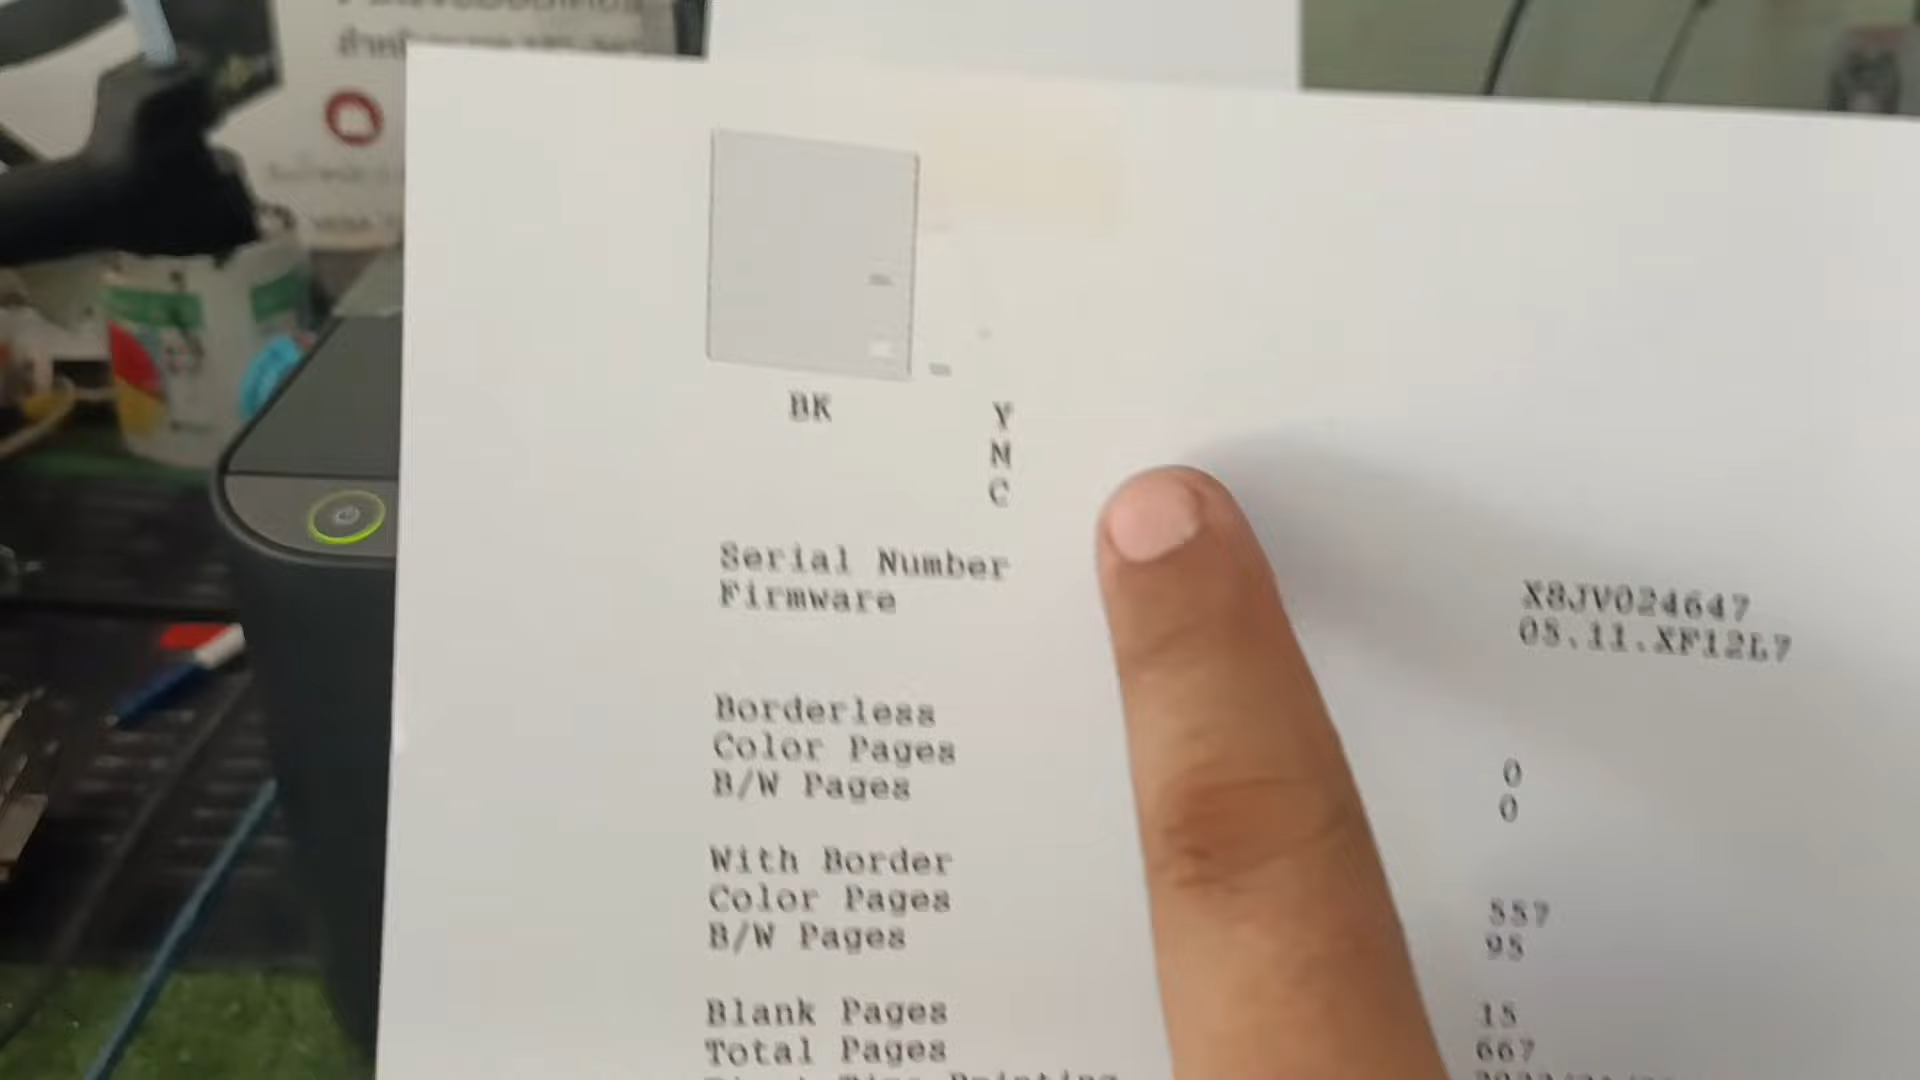 BK
Y
M
C
Serial Number X8JV024647
Firmware 05.11.XF12L7
Borderless
Color Pages 0
B/W Pages 0
With Border
Color Pages 557
B/W Pages 95
Blank Pages 15
Total Pages 667